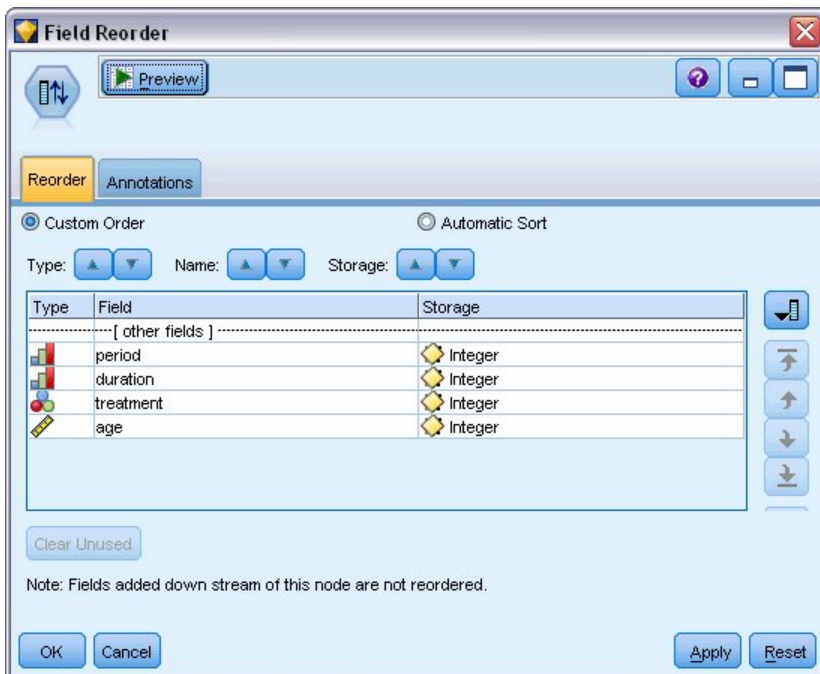 Field Reorder
Preview
Reorder Annotations
Custom Order Automatic Sort
Type: Name: Storage:
Type Field Storage
[ other fields ]
period Integer
duration Integer
treatment Integer
age Integer
Clear Unused
Note: Fields added down stream of this node are not reordered.
OK Cancel Apply Reset